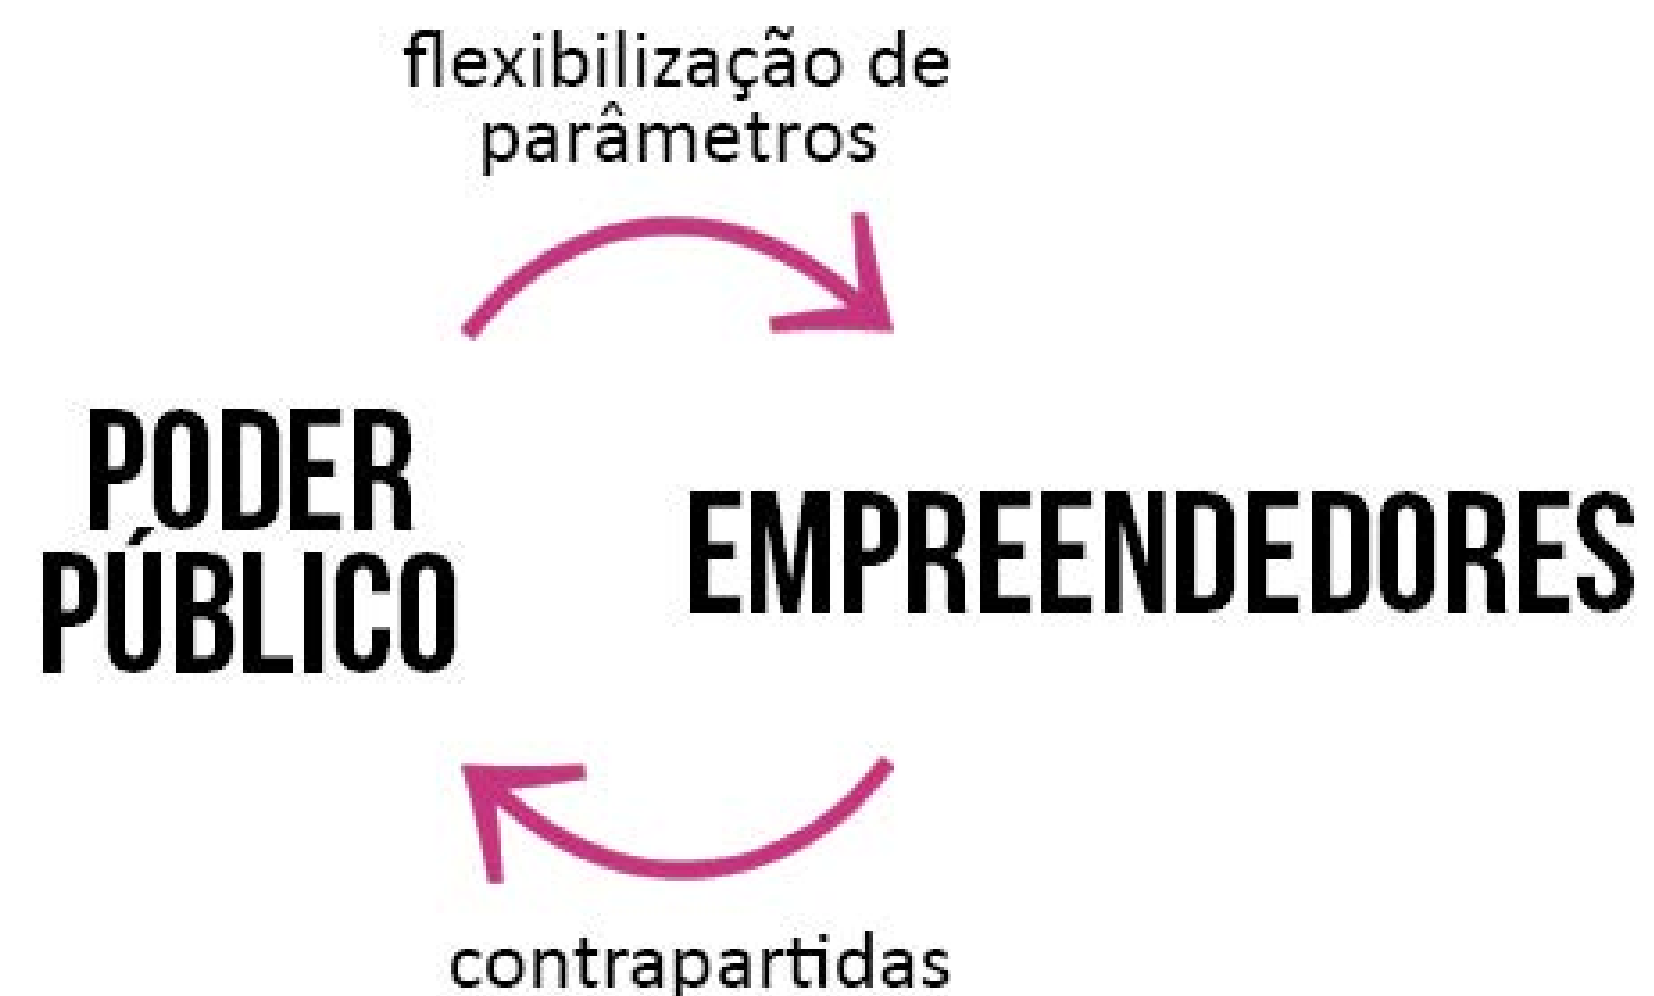 flexibilização de
parâmetros
PODER
PÚBLICO
EMPREENDEDORES
contrapartidas